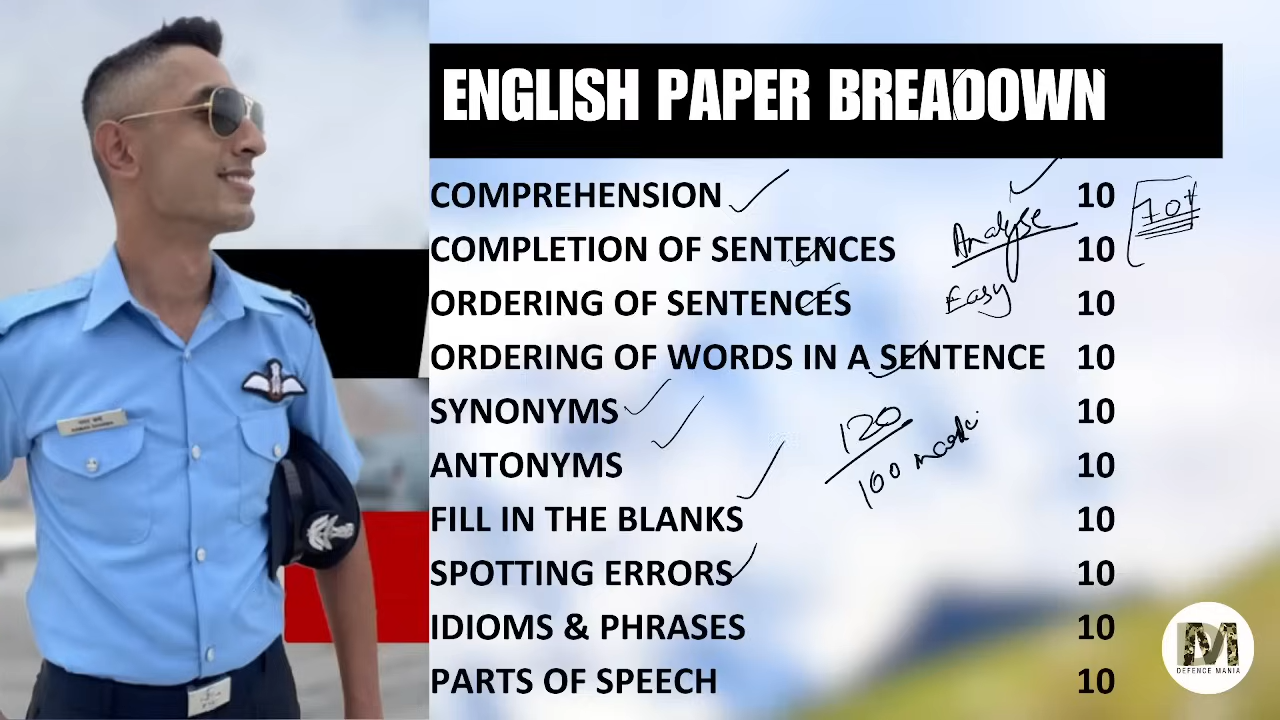 ENGLISH PAPER BREADOWN
COMPREHENSION 10
COMPLETION OF SENTENCES 10
ORDERING OF SENTENCES 10
ORDERING OF WORDS IN A SENTENCE 10
SYNONYMS 10
ANTONYMS 10
FILL IN THE BLANKS 10
SPOTTING ERRORS 10
IDIOMS & PHRASES 10
PARTS OF SPEECH 10
Analyse
Easy
120
100 marks
DM
DEFENCE MANIA